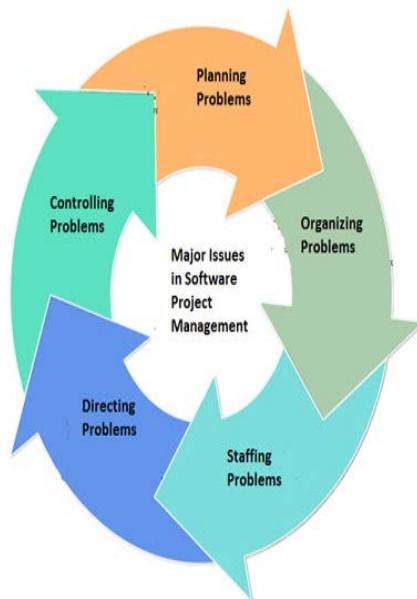 Planning
Problems
Organizing
Problems
Staffing
Problems
Directing
Problems
Controlling
Problems
Major Issues
in Software
Project
Management